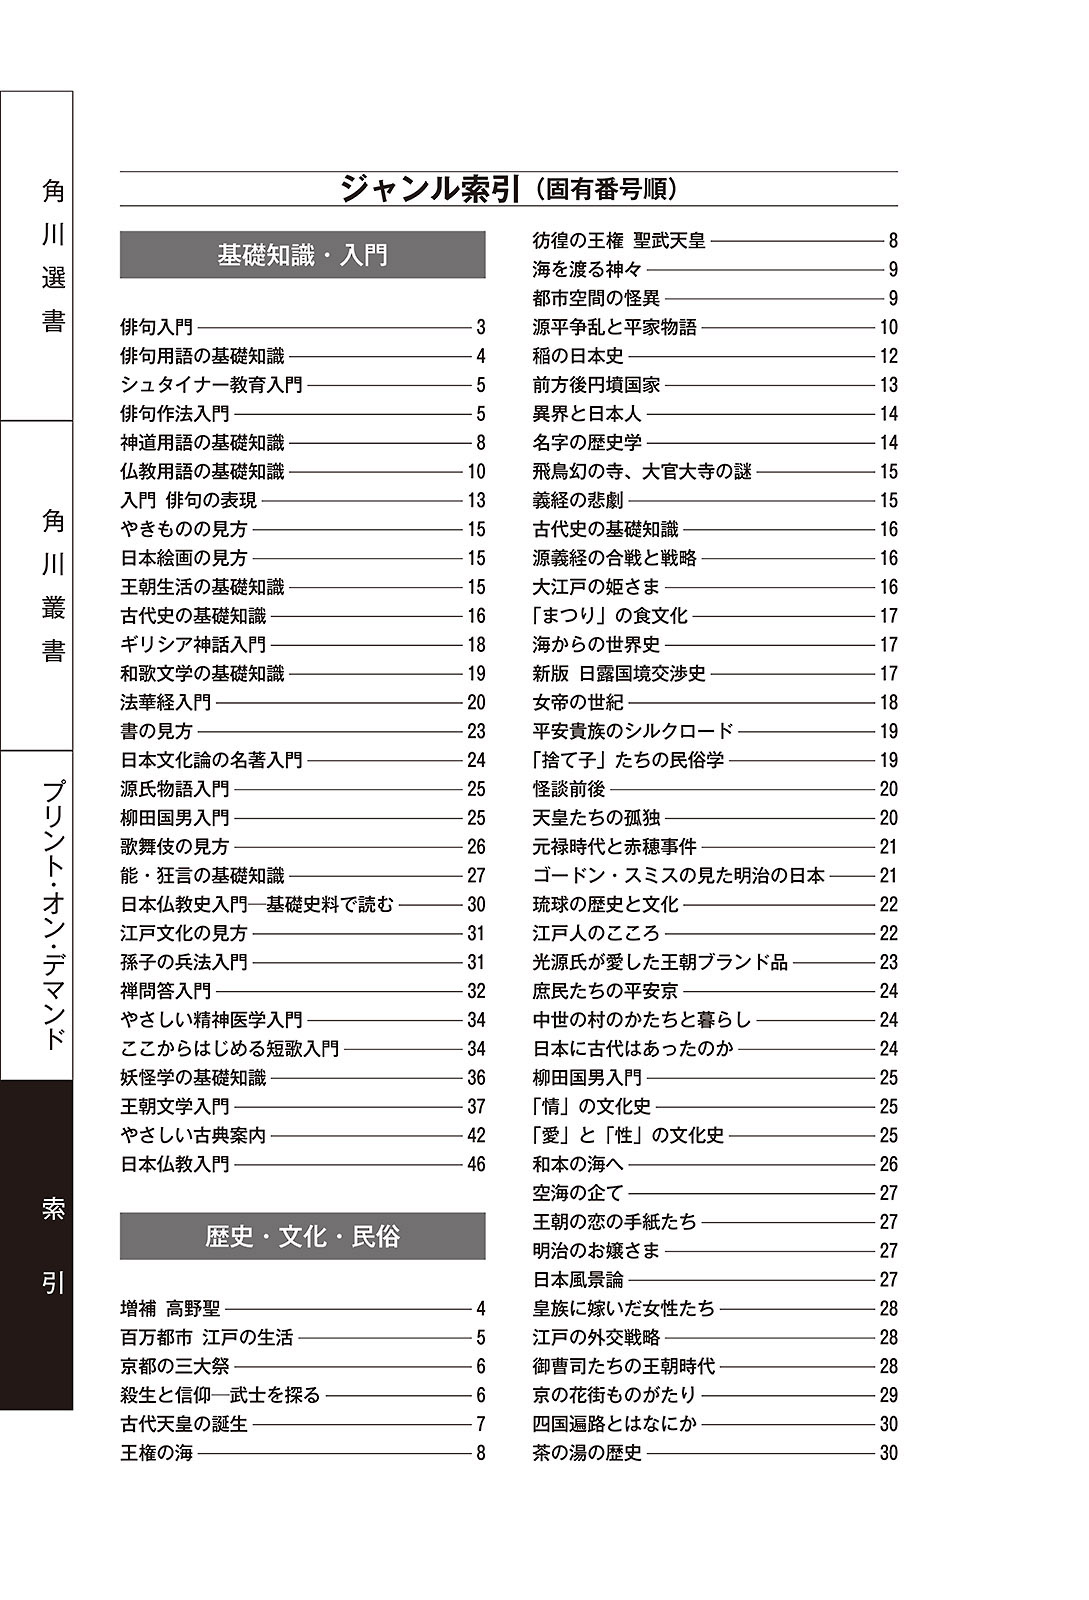 角川選書
角川叢書
プリント・オン・デマンド
索引
ジャンル索引（固有番号順）
基礎知識・入門
俳句入門 3
俳句用語の基礎知識 4
シュタイナー教育入門 5
俳句作法入門 5
神道用語の基礎知識 8
仏教用語の基礎知識 10
入門 俳句の表現 13
やきものの見方 15
日本絵画の見方 15
王朝生活の基礎知識 15
古代史の基礎知識 16
ギリシア神話入門 18
和歌文学の基礎知識 19
法華経入門 20
書の見方 23
日本文化論の名著入門 24
源氏物語入門 25
柳田国男入門 25
歌舞伎の見方 26
能・狂言の基礎知識 27
日本仏教史入門―基礎史料で読む 30
江戸文化の見方 31
孫子の兵法入門 31
禅問答入門 32
やさしい精神医学入門 34
ここからはじめる短歌入門 34
妖怪学の基礎知識 36
王朝文学入門 37
やさしい古典案内 42
日本仏教入門 46
歴史・文化・民俗
増補 高野聖 4
百万都市 江戸の生活 5
京都の三大祭 6
殺生と信仰―武士を探る 6
古代天皇の誕生 7
王権の海 8
彷徨の王権 聖武天皇 8
海を渡る神々 9
都市空間の怪異 9
源平争乱と平家物語 10
稲の日本史 12
前方後円墳国家 13
異界と日本人 14
名字の歴史学 14
飛鳥幻の寺、大官大寺の謎 15
義経の悲劇 15
古代史の基礎知識 16
源義経の合戦と戦略 16
大江戸の姫さま 16
「まつり」の食文化 17
海からの世界史 17
新版 日露国境交渉史 17
女帝の世紀 18
平安貴族のシルクロード 19
「捨て子」たちの民俗学 19
怪談前後 20
天皇たちの孤独 20
元禄時代と赤穂事件 21
ゴードン・スミスの見た明治の日本 21
琉球の歴史と文化 22
江戸人のこころ 22
光源氏が愛した王朝ブランド品 23
庶民たちの平安京 24
中世の村のかたちと暮らし 24
日本に古代はあったのか 24
柳田国男入門 25
「情」の文化史 25
「愛」と「性」の文化史 25
和本の海へ 26
空海の企て 27
王朝の恋の手紙たち 27
明治のお嬢さま 27
日本風景論 27
皇族に嫁いだ女性たち 28
江戸の外交戦略 28
御曹司たちの王朝時代 28
京の花街ものがたり 29
四国遍路とはなにか 30
茶の湯の歴史 30